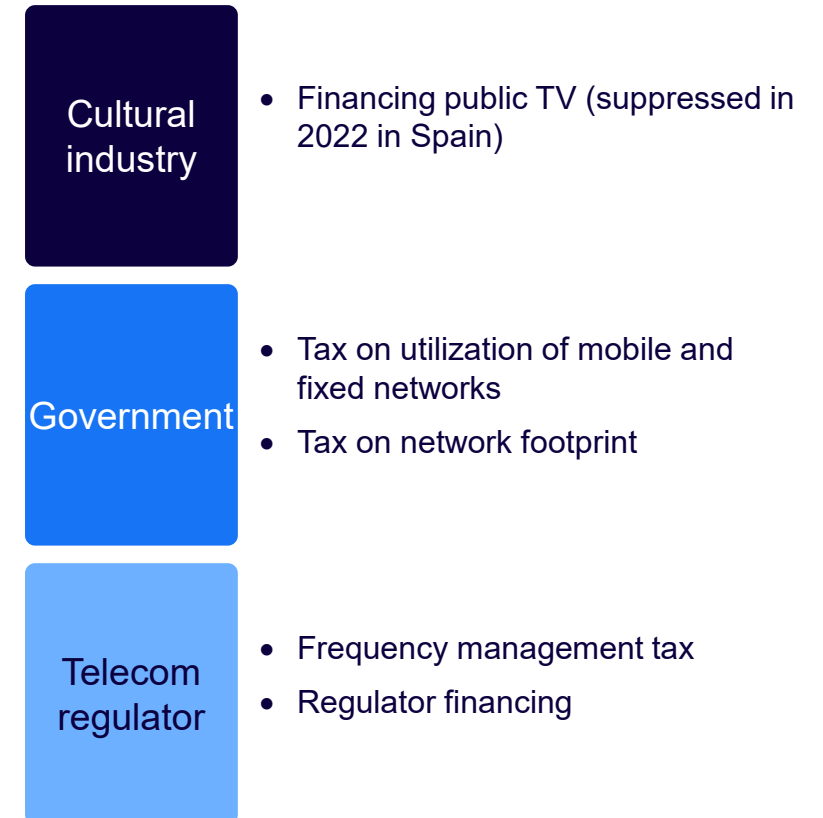 Cultural
industry
• Financing public TV (suppressed in
2022 in Spain)
Government
• Tax on utilization of mobile and
fixed networks
• Tax on network footprint
Telecom
regulator
• Frequency management tax
• Regulator financing